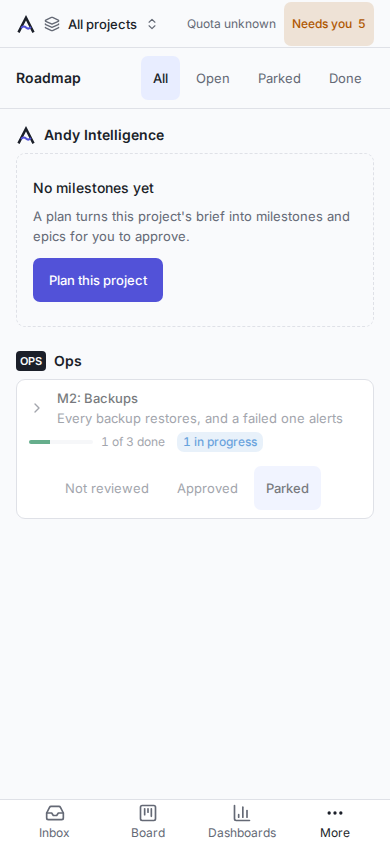 All projects
Quota unknown
Needs you 5
Roadmap
All
Open
Parked
Done
Andy Intelligence
No milestones yet
A plan turns this project's brief into milestones and
epics for you to approve.
Plan this project
OPS Ops
M2: Backups
Every backup restores, and a failed one alerts
1 of 3 done
1 in progress
Not reviewed
Approved
Parked
Inbox
Board
Dashboards
More